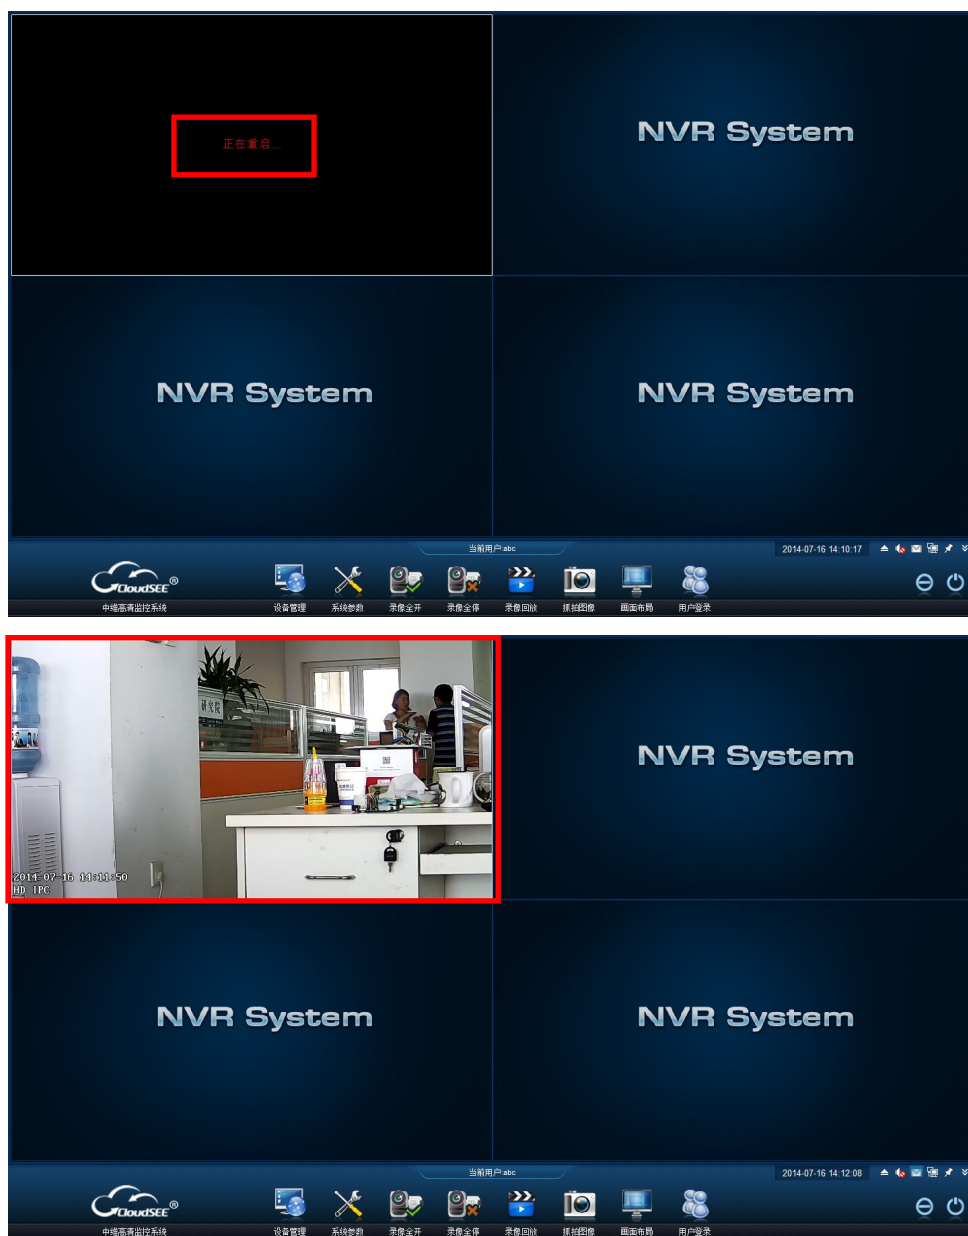 正在重启...
NVR System
NVR System
NVR System
当前用户:abc
2014-07-16 14:10:17
CloudSEE®
中维高清监控系统
设备管理 系统参数 录像全开 录像全停 录像回放 抓拍图像 画面布局 用户登录
NVR System
研究院
2014-07-16 14:11:50
HD IPC
NVR System
NVR System
当前用户:abc
2014-07-16 14:12:08
CloudSEE®
中维高清监控系统
设备管理 系统参数 录像全开 录像全停 录像回放 抓拍图像 画面布局 用户登录